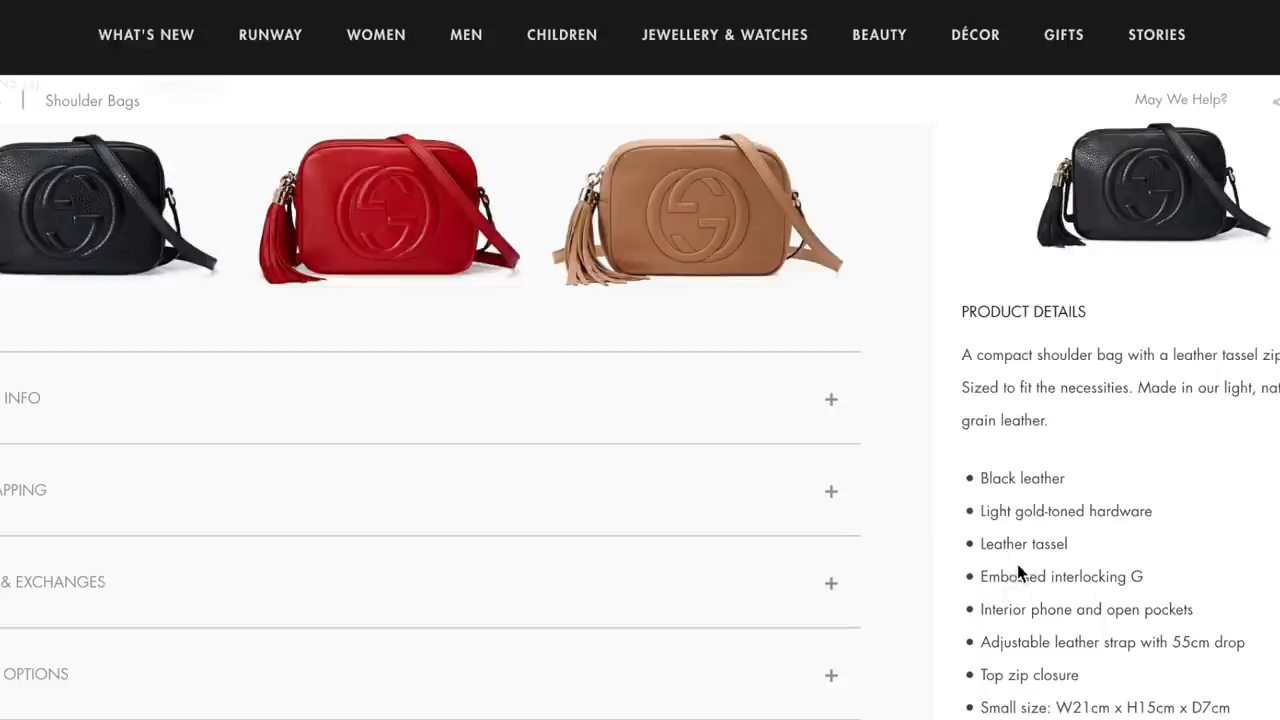 WHAT'S NEW RUNWAY WOMEN MEN CHILDREN JEWELLERY & WATCHES BEAUTY DÉCOR GIFTS STORIES
| Shoulder Bags
May We Help?
PRODUCT DETAILS
A compact shoulder bag with a leather tassel zip
Sized to fit the necessities. Made in our light, nat
grain leather.
• Black leather
• Light gold-toned hardware
• Leather tassel
• Embossed interlocking G
• Interior phone and open pockets
• Adjustable leather strap with 55cm drop
• Top zip closure
• Small size: W21cm x H15cm x D7cm
INFO +
APPING +
& EXCHANGES +
OPTIONS +